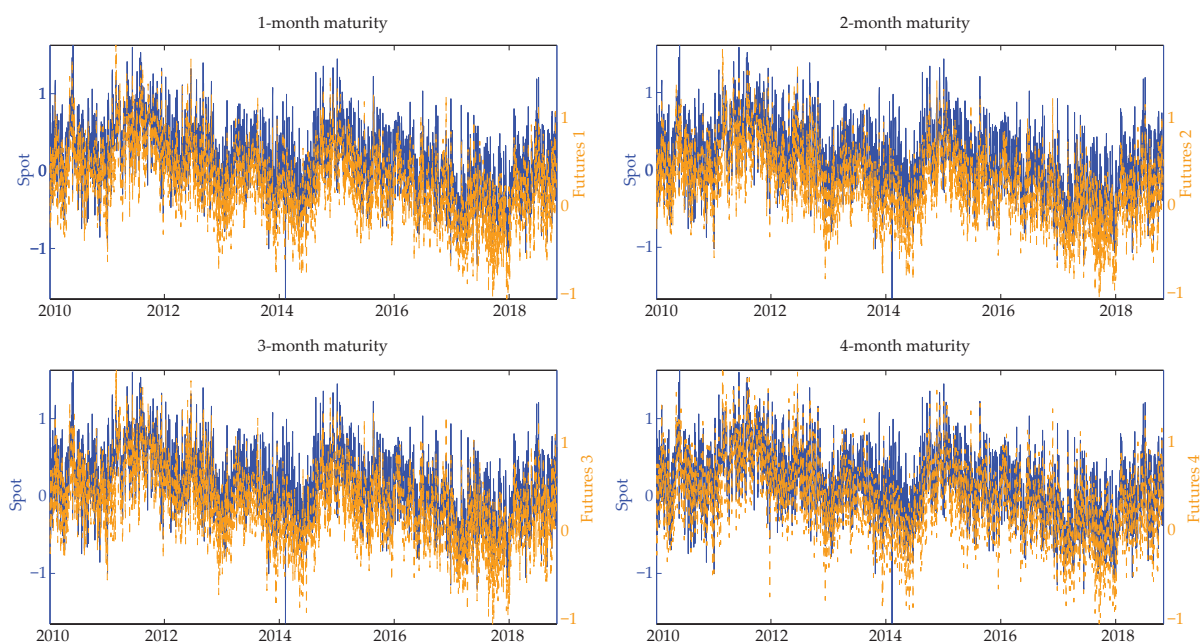 1-month maturity
2-month maturity
1
0
−1
Spot
1
0
−1
Futures 1
1
0
−1
Spot
1
0
−1
Futures 2
2010 2012 2014 2016 2018
2010 2012 2014 2016 2018
3-month maturity
4-month maturity
1
0
−1
Spot
1
0
−1
Futures 3
1
0
−1
Spot
1
0
−1
Futures 4
2010 2012 2014 2016 2018
2010 2012 2014 2016 2018